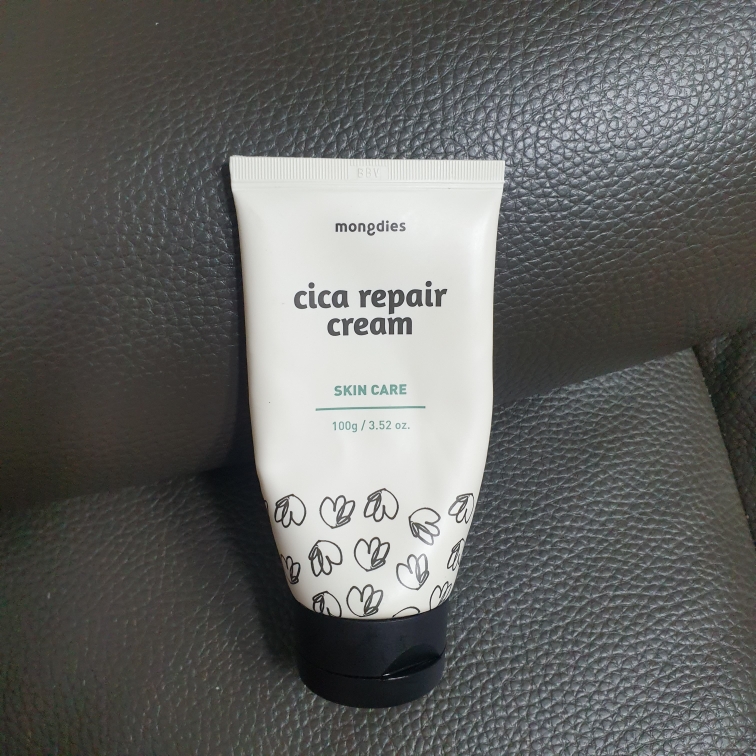 mongdies
cica repair
cream
SKIN CARE
100g / 3.52 oz.